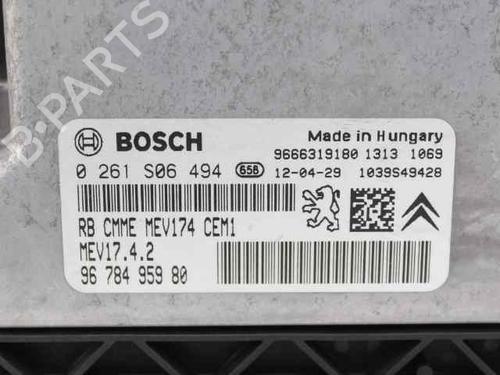 B-PARTS
BOSCH
Made in Hungary
0 261 S06 494 65B
9666319180 1313 1069
12-04-29 1039S49428
RB CMME MEV174 CEM1
MEV17.4.2
96 784 959 80